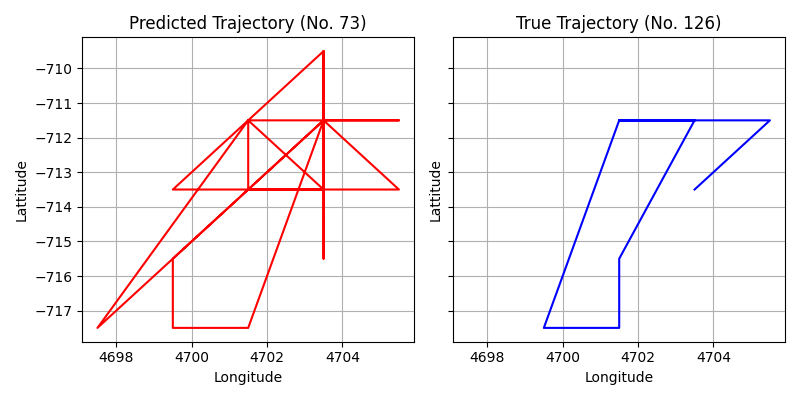 Predicted Trajectory (No. 73)
True Trajectory (No. 126)
Lattitude
−710
−711
−712
−713
−714
−715
−716
−717
4698
4700
4702
4704
Longitude
Lattitude
4698
4700
4702
4704
Longitude